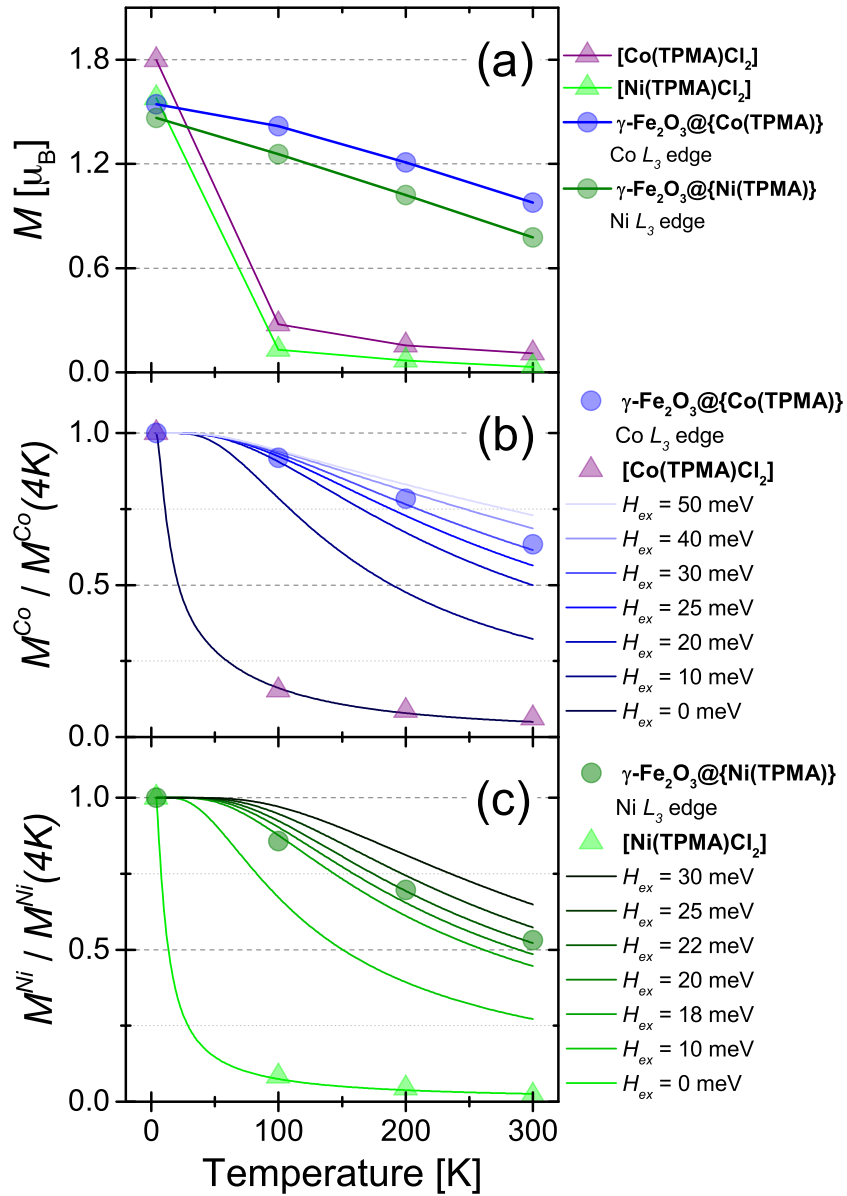 (a)
M [μB]
1.8
1.2
0.6
0.0
[Co(TPMA)Cl2]
[Ni(TPMA)Cl2]
γ-Fe2O3@{Co(TPMA)}
Co L3 edge
γ-Fe2O3@{Ni(TPMA)}
Ni L3 edge
(b)
M^Co / M^Co(4K)
1.0
0.5
0.0
γ-Fe2O3@{Co(TPMA)}
Co L3 edge
[Co(TPMA)Cl2]
Hex = 50 meV
Hex = 40 meV
Hex = 30 meV
Hex = 25 meV
Hex = 20 meV
Hex = 10 meV
Hex = 0 meV
(c)
M^Ni / M^Ni(4K)
1.0
0.5
0.0
γ-Fe2O3@{Ni(TPMA)}
Ni L3 edge
[Ni(TPMA)Cl2]
Hex = 30 meV
Hex = 25 meV
Hex = 22 meV
Hex = 20 meV
Hex = 18 meV
Hex = 10 meV
Hex = 0 meV
0 100 200 300
Temperature [K]